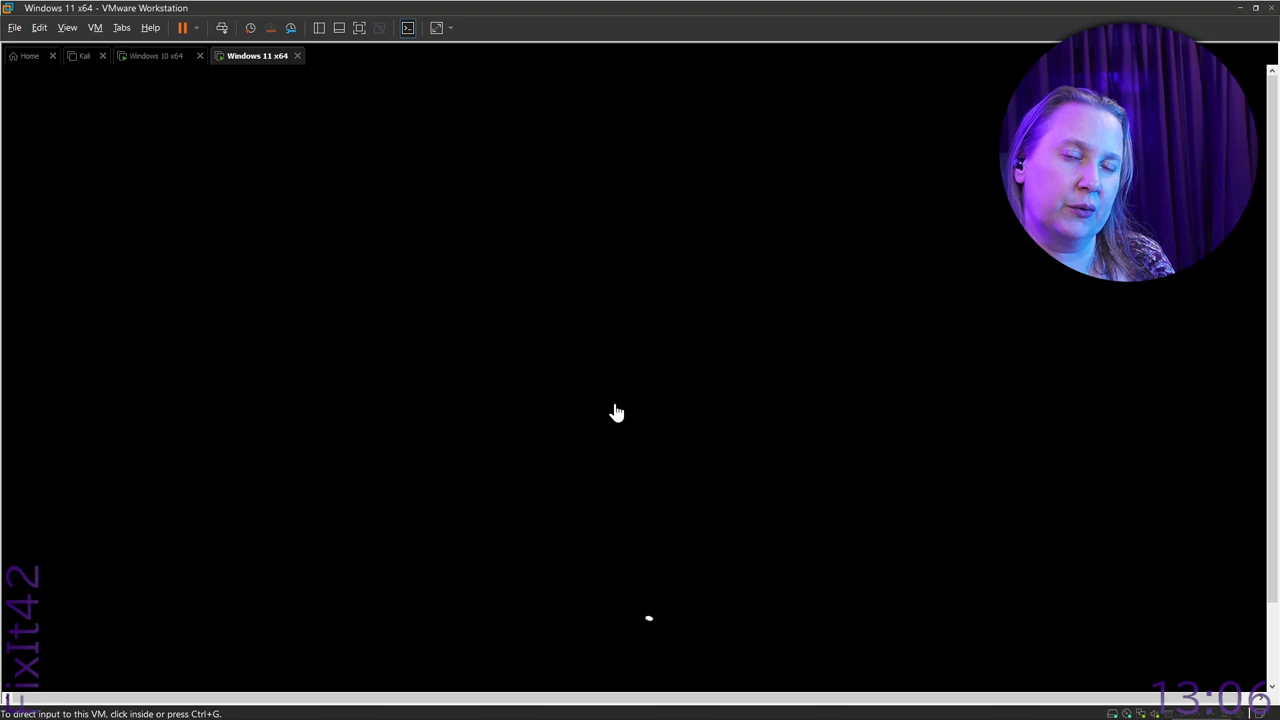 Windows 11 x64 - VMware Workstation
File Edit View VM Tabs Help
Home Kali Windows 10 x64 Windows 11 x64
FixIt42
13:06
To direct input to this VM, click inside or press Ctrl+G.